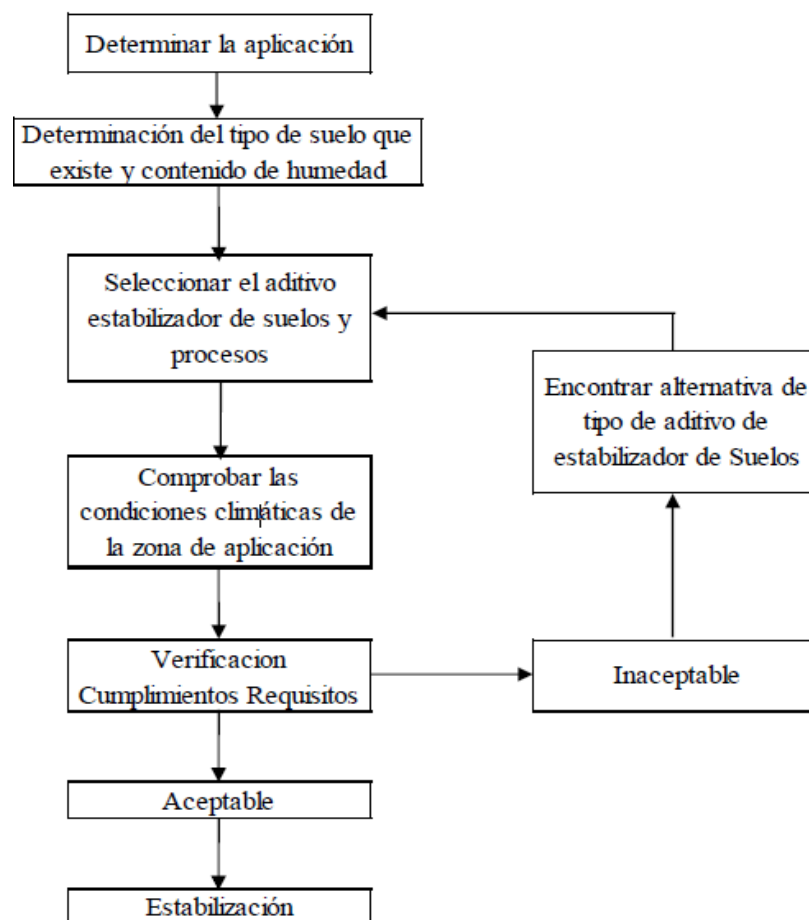 Determinar la aplicación
Determinación del tipo de suelo que
existe y contenido de humedad
Seleccionar el aditivo
estabilizador de suelos y
procesos
Encontrar alternativa de
tipo de aditivo de
estabilizador de Suelos
Comprobar las
condiciones climáticas de
la zona de aplicación
Verificacion
Cumplimientos Requisitos
Inaceptable
Aceptable
Estabilización